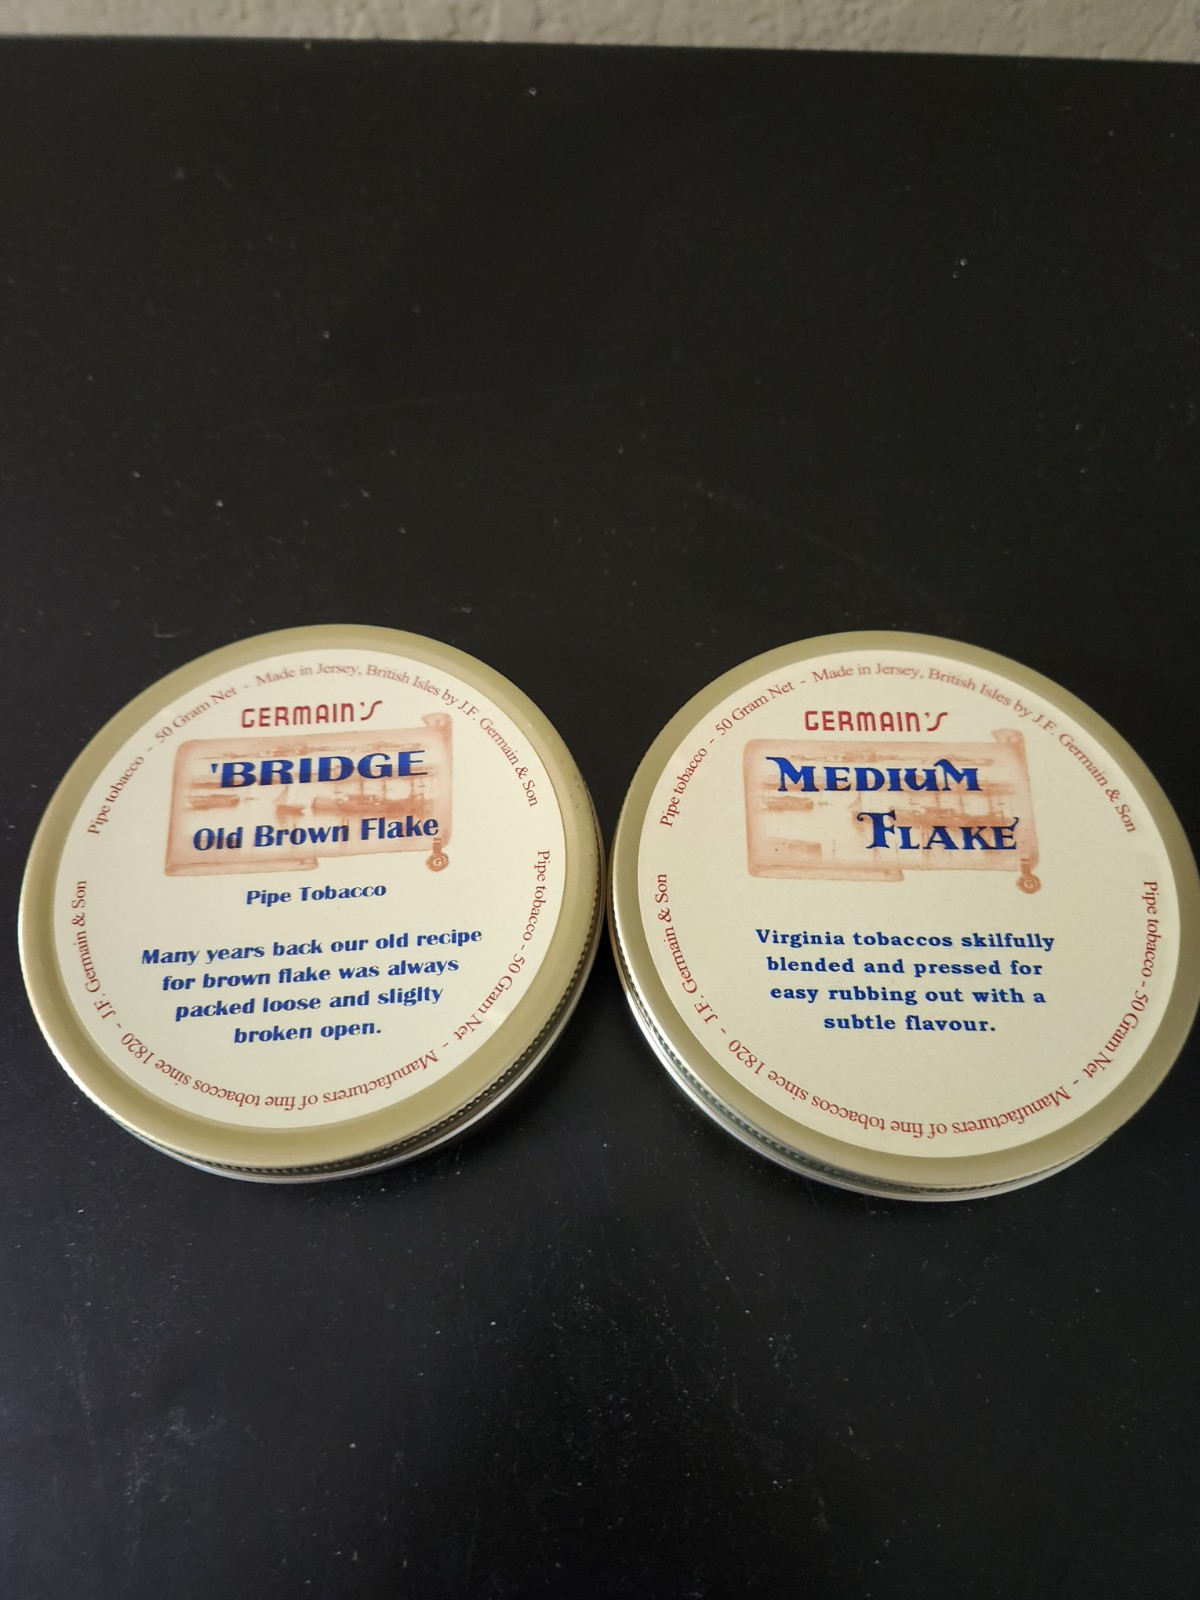 Pipe tobacco - 50 Gram Net - Made in Jersey, British Isles by J.F. Germain & Son
GERMAIN'S
'BRIDGE
Old Brown Flake
Pipe Tobacco
Many years back our old recipe
for brown flake was always
packed loose and sliglty
broken open.
Pipe tobacco - 50 Gram Net - Manufacturers of fine tobaccos since 1820 - J.F. Germain & Son
Pipe tobacco - 50 Gram Net - Made in Jersey, British Isles by J.F. Germain & Son
GERMAIN'S
MEDIUM
FLAKE
Virginia tobaccos skilfully
blended and pressed for
easy rubbing out with a
subtle flavour.
Pipe tobacco - 50 Gram Net - Manufacturers of fine tobaccos since 1820 - J.F. Germain & Son
G
G